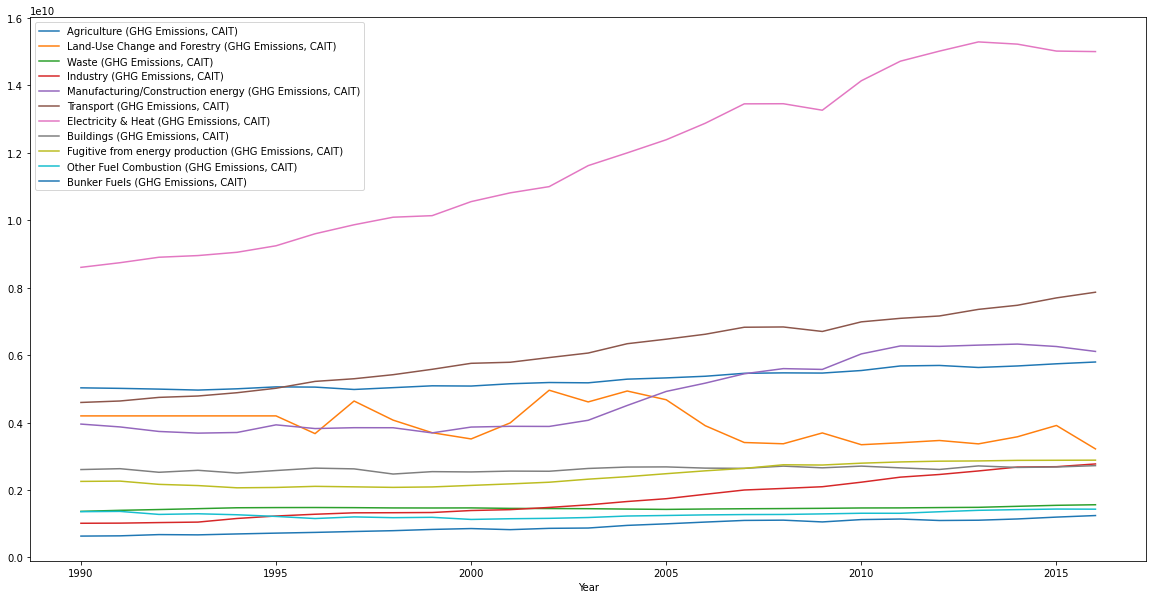 1e10
1.6
1.4
1.2
1.0
0.8
0.6
0.4
0.2
0.0
Agriculture (GHG Emissions, CAIT)
Land-Use Change and Forestry (GHG Emissions, CAIT)
Waste (GHG Emissions, CAIT)
Industry (GHG Emissions, CAIT)
Manufacturing/Construction energy (GHG Emissions, CAIT)
Transport (GHG Emissions, CAIT)
Electricity & Heat (GHG Emissions, CAIT)
Buildings (GHG Emissions, CAIT)
Fugitive from energy production (GHG Emissions, CAIT)
Other Fuel Combustion (GHG Emissions, CAIT)
Bunker Fuels (GHG Emissions, CAIT)
1990 1995 2000 2005 2010 2015
Year